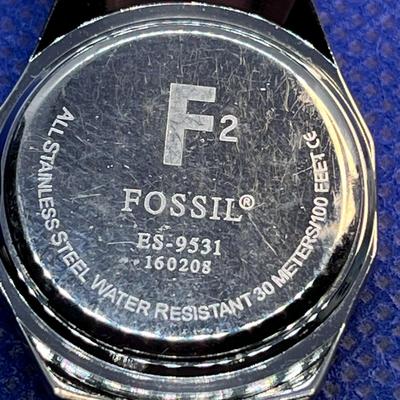 F2
FOSSIL®
ES-9531
160208
ALL STAINLESS STEEL WATER RESISTANT 30 METERS/100 FEET CE